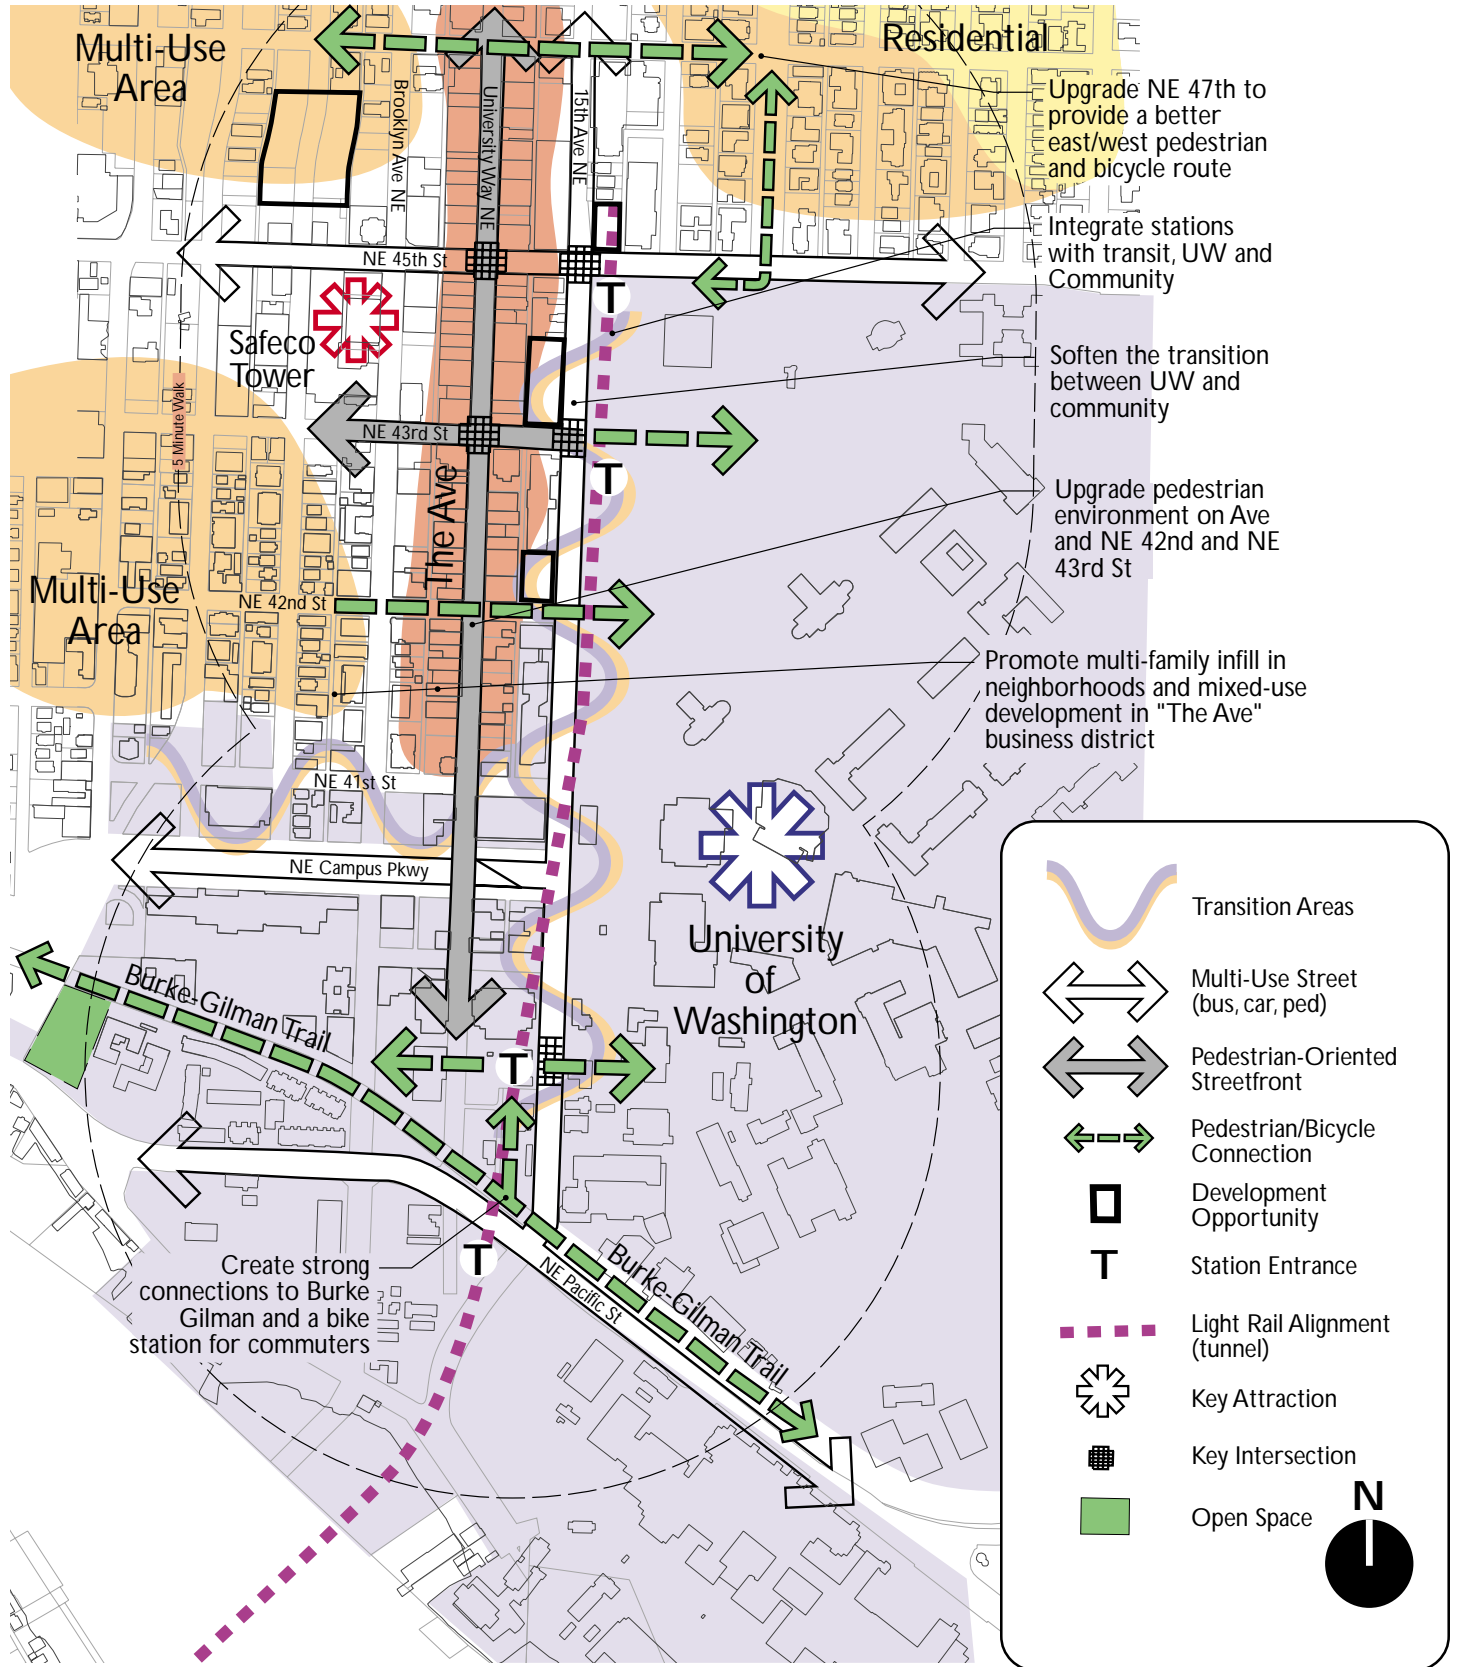 Multi-Use
Area
Residential
Brooklyn Ave NE
University Way NE
15th Ave NE
Upgrade NE 47th to
provide a better
east/west pedestrian
and bicycle route
Integrate stations
with transit, UW and
Community
NE 45th St
T
Safeco
Tower
Soften the transition
between UW and
community
5 Minute Walk
NE 43rd St
T
The Ave
Upgrade pedestrian
environment on Ave
and NE 42nd and NE
43rd St
Multi-Use
Area
NE 42nd St
Promote multi-family infill in
neighborhoods and mixed-use
development in "The Ave"
business district
NE 41st St
NE Campus Pkwy
University
of
Washington
Burke-Gilman Trail
T
T
Create strong
connections to Burke
Gilman and a bike
station for commuters
NE Pacific St
Burke-Gilman Trail
Transition Areas
Multi-Use Street
(bus, car, ped)
Pedestrian-Oriented
Streetfront
Pedestrian/Bicycle
Connection
Development
Opportunity
T
Station Entrance
Light Rail Alignment
(tunnel)
Key Attraction
Key Intersection
Open Space
N